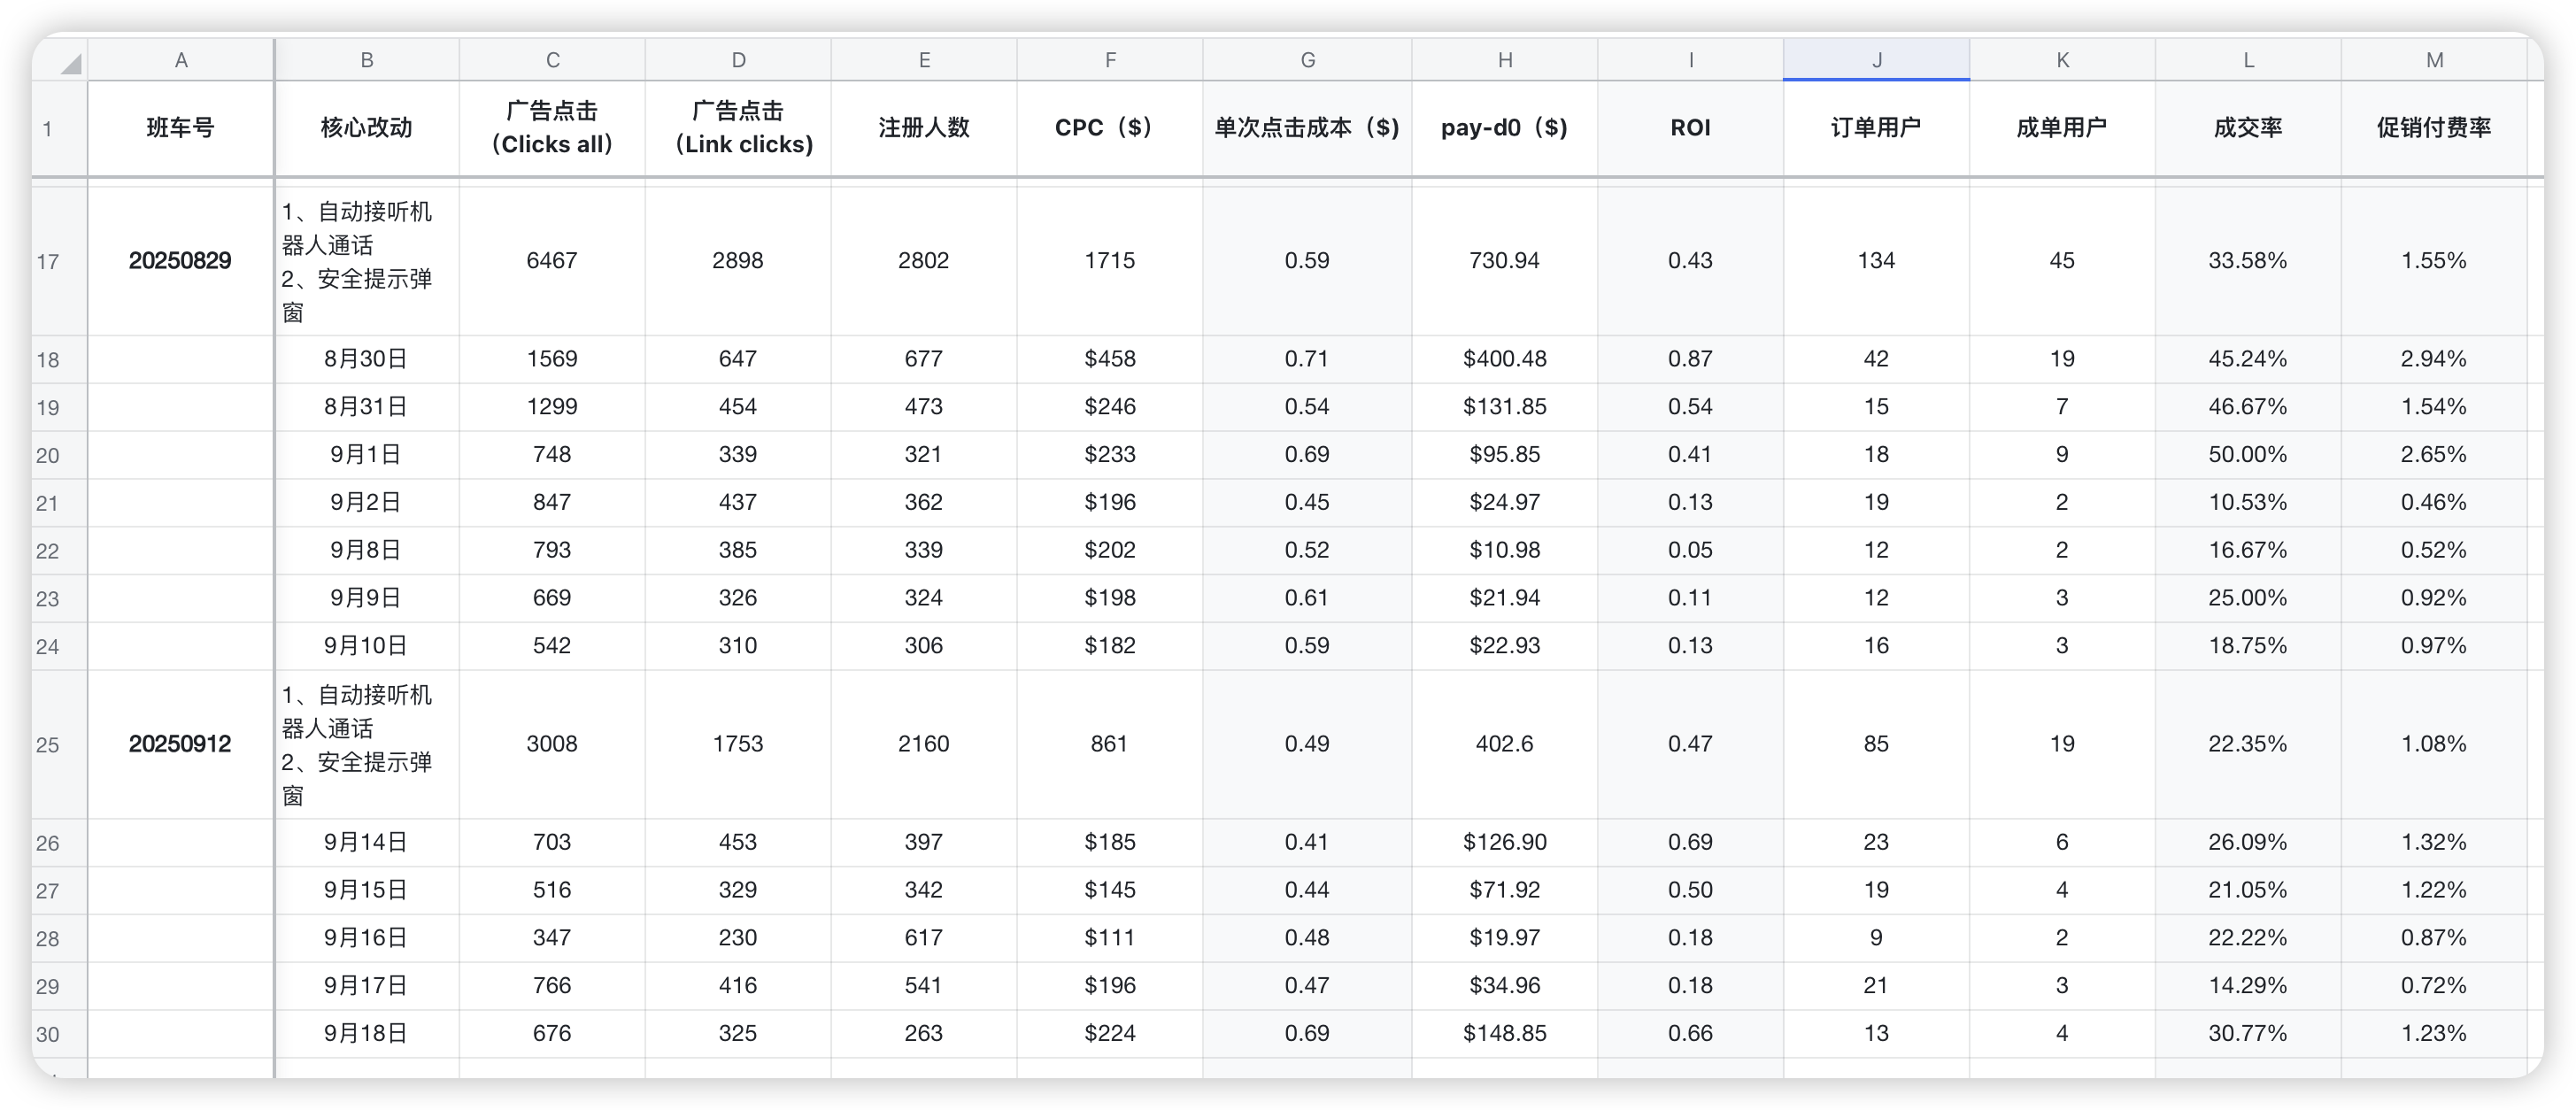 A B C D E F G H I J K L M
1 班车号 核心改动 广告点击 广告点击 注册人数 CPC（$） 单次点击成本（$） pay-d0（$） ROI 订单用户 成单用户 成交率 促销付费率
（Clicks all） （Link clicks)
17 20250829 1、自动接听机 6467 2898 2802 1715 0.59 730.94 0.43 134 45 33.58% 1.55%
器人通话
2、安全提示弹
窗
18 8月30日 1569 647 677 $458 0.71 $400.48 0.87 42 19 45.24% 2.94%
19 8月31日 1299 454 473 $246 0.54 $131.85 0.54 15 7 46.67% 1.54%
20 9月1日 748 339 321 $233 0.69 $95.85 0.41 18 9 50.00% 2.65%
21 9月2日 847 437 362 $196 0.45 $24.97 0.13 19 2 10.53% 0.46%
22 9月8日 793 385 339 $202 0.52 $10.98 0.05 12 2 16.67% 0.52%
23 9月9日 669 326 324 $198 0.61 $21.94 0.11 12 3 25.00% 0.92%
24 9月10日 542 310 306 $182 0.59 $22.93 0.13 16 3 18.75% 0.97%
25 20250912 1、自动接听机 3008 1753 2160 861 0.49 402.6 0.47 85 19 22.35% 1.08%
器人通话
2、安全提示弹
窗
26 9月14日 703 453 397 $185 0.41 $126.90 0.69 23 6 26.09% 1.32%
27 9月15日 516 329 342 $145 0.44 $71.92 0.50 19 4 21.05% 1.22%
28 9月16日 347 230 617 $111 0.48 $19.97 0.18 9 2 22.22% 0.87%
29 9月17日 766 416 541 $196 0.47 $34.96 0.18 21 3 14.29% 0.72%
30 9月18日 676 325 263 $224 0.69 $148.85 0.66 13 4 30.77% 1.23%